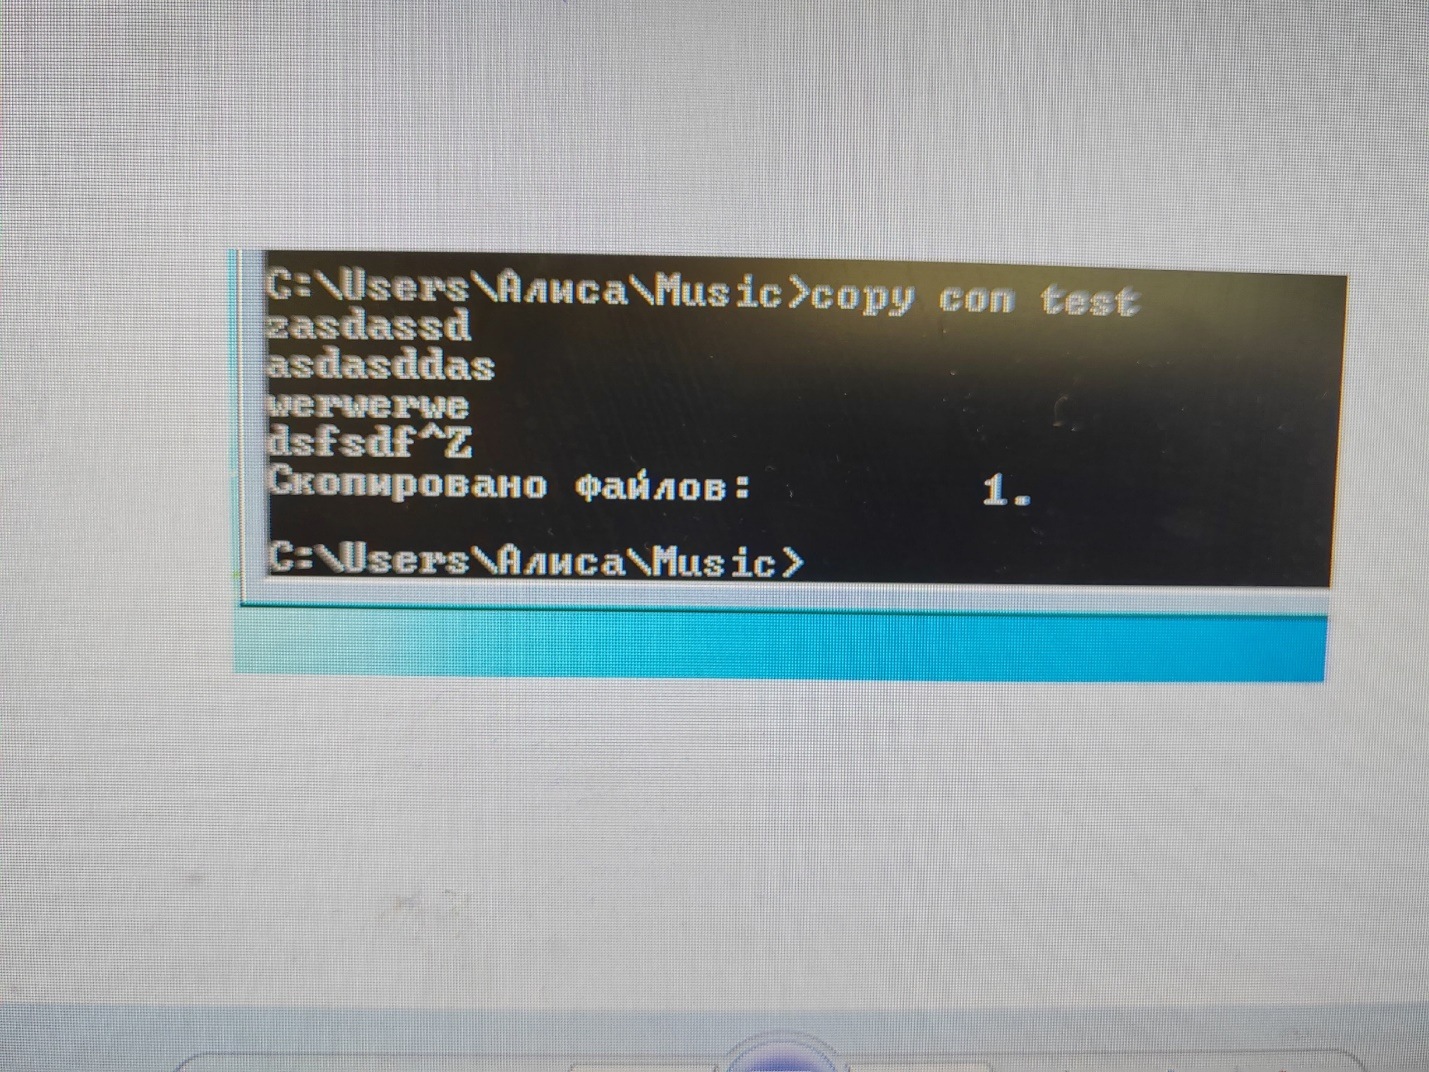 C:\Users\Алиса\Music>copy con test
zasdassd
asdasddas
werwerwe
dsfsdf^Z
Скопировано файлов:         1.
C:\Users\Алиса\Music>